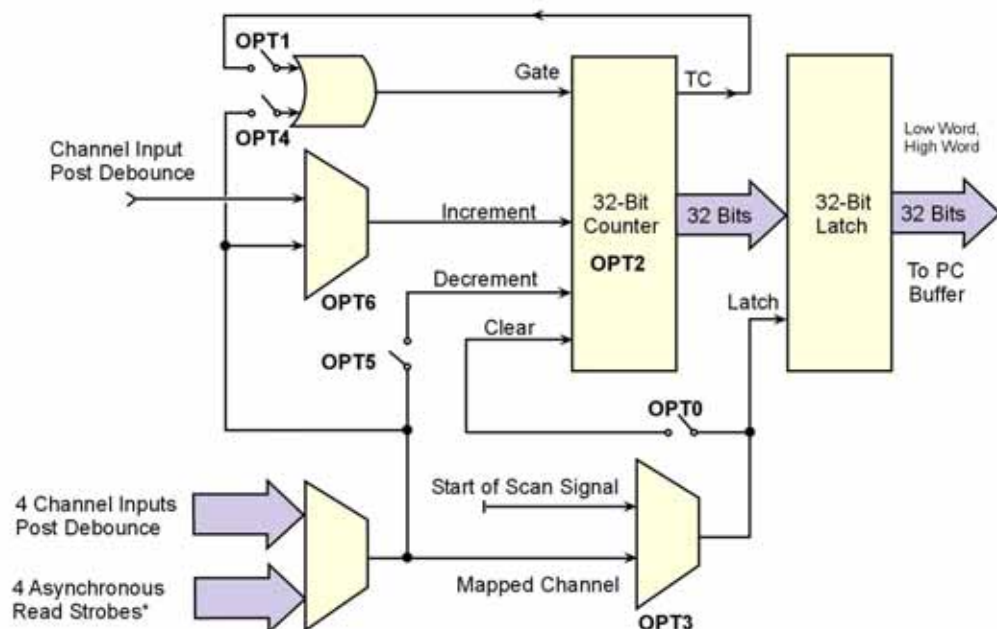 OPT1
Gate
TC
OPT4
Low Word,
High Word
Channel Input
Post Debounce
32-Bit
Counter
OPT2
32 Bits
32-Bit
Latch
32 Bits
Increment
OPT6
Decrement
To PC
Buffer
Latch
Clear
OPT5
OPT0
4 Channel Inputs
Post Debounce
Start of Scan Signal
4 Asynchronous
Read Strobes*
Mapped Channel
OPT3